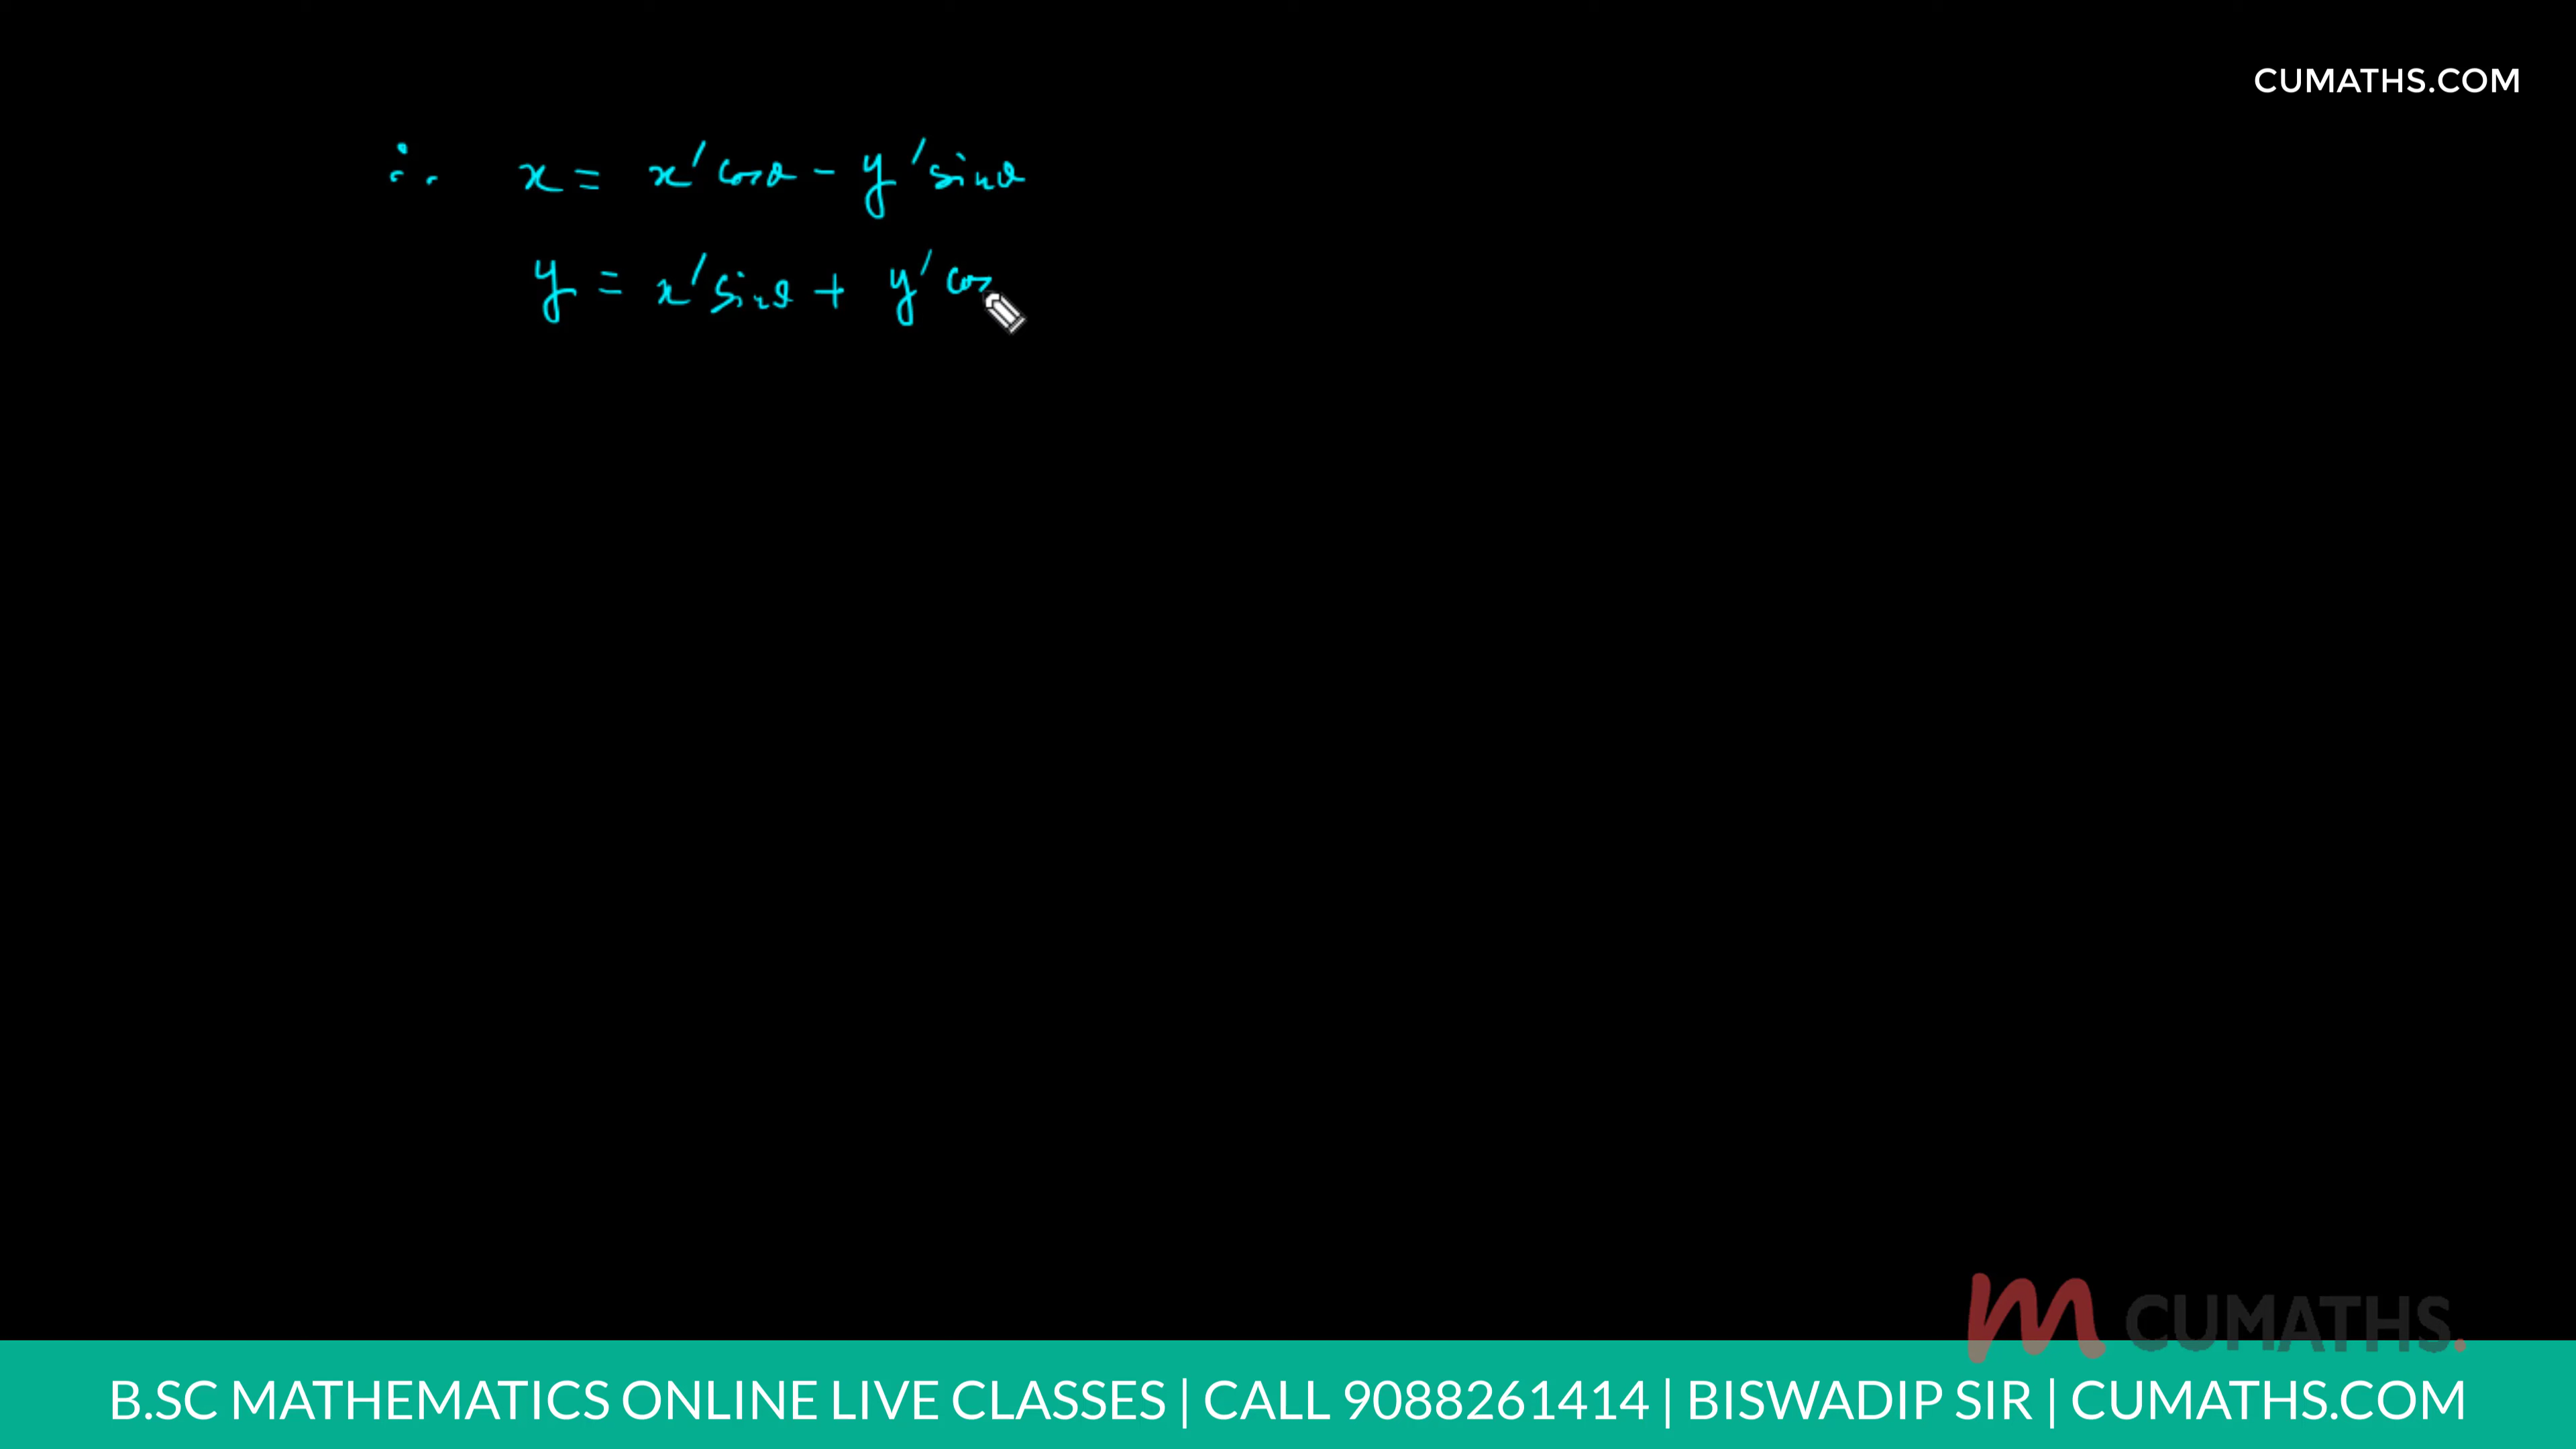 CUMATHS.COM
∴ x = x' cosθ - y' sinθ
y = x' sinθ + y' cos
m CUMATHS.
B.SC MATHEMATICS ONLINE LIVE CLASSES | CALL 9088261414 | BISWADIP SIR | CUMATHS.COM